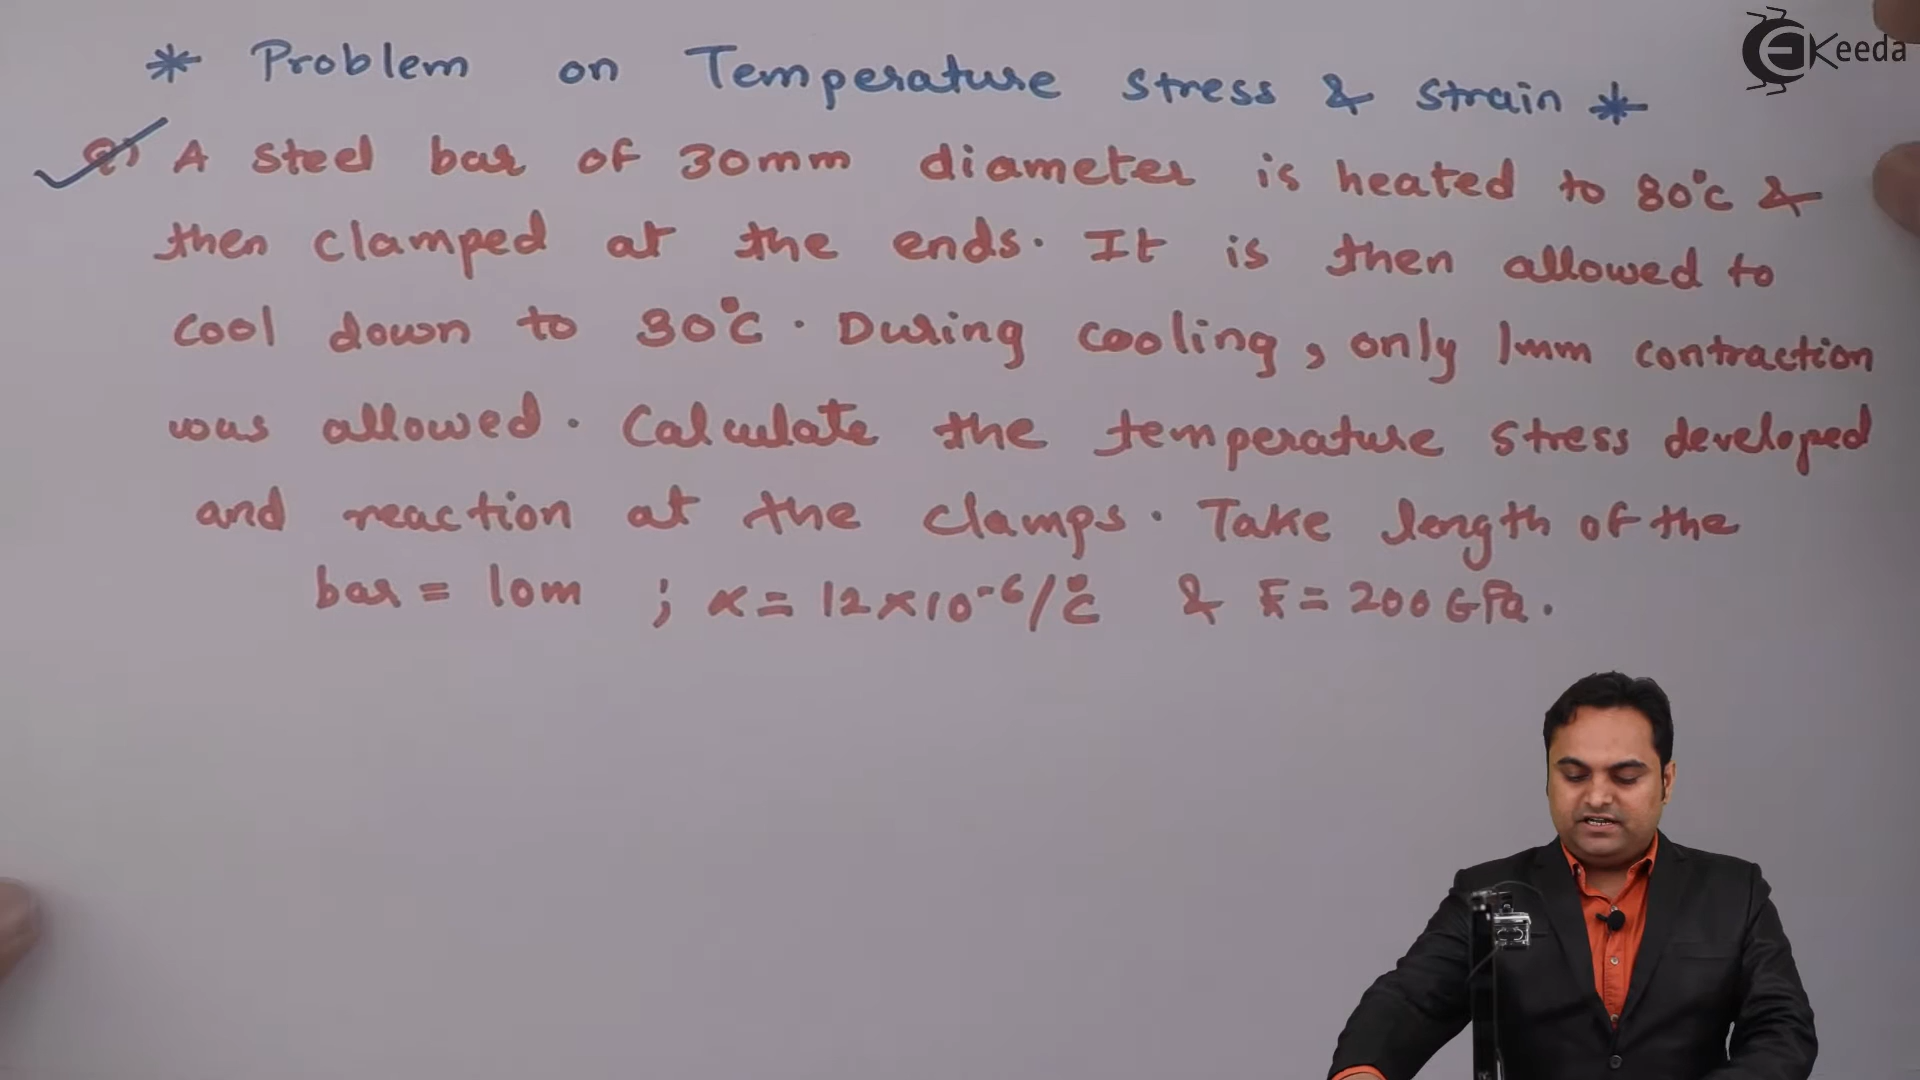 Keeda
* Problem on Temperature stress & strain *
Q) A steel bar of 30mm diameter is heated to 80°c &
then clamped at the ends. It is then allowed to
cool down to 30°c. During cooling, only 1mm contraction
was allowed. Calculate the temperature stress developed
and reaction at the clamps. Take length of the
bar = 10m ; α = 12×10-6/°c & E = 200 GPa.